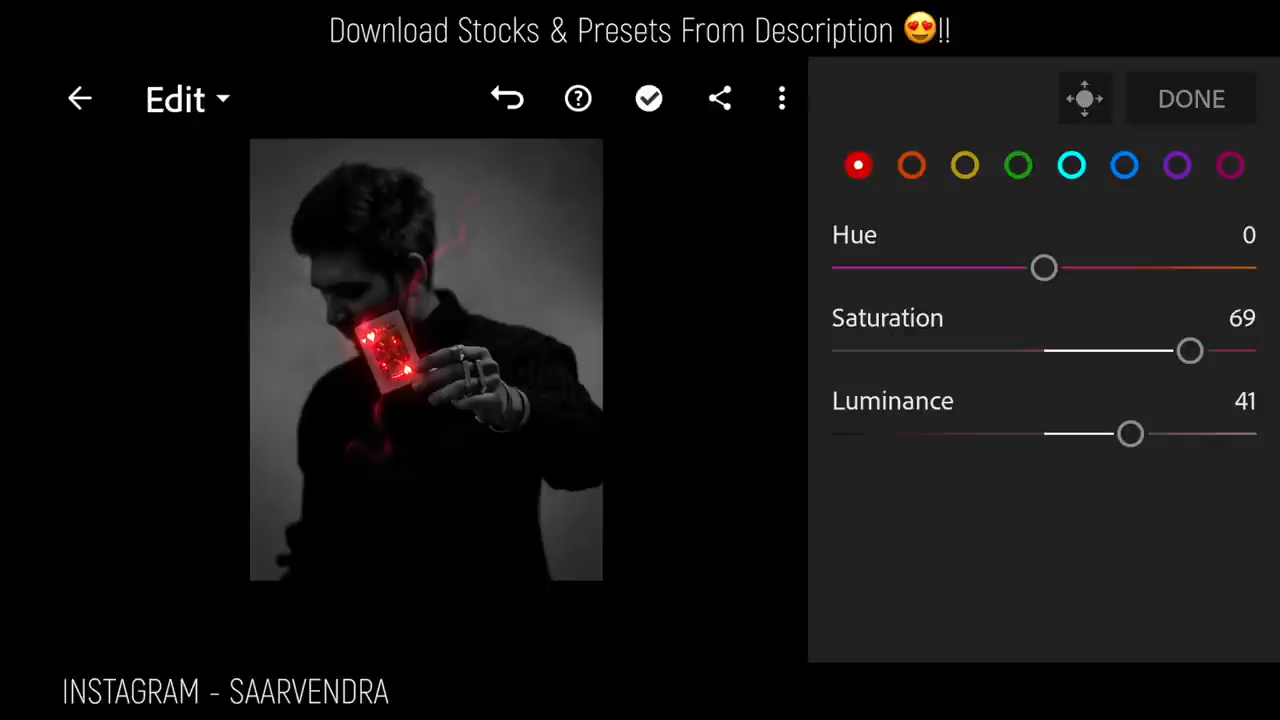 Download Stocks & Presets From Description 😍!!
Edit
DONE
Hue 0
Saturation 69
Luminance 41
INSTAGRAM - SAARVENDRA